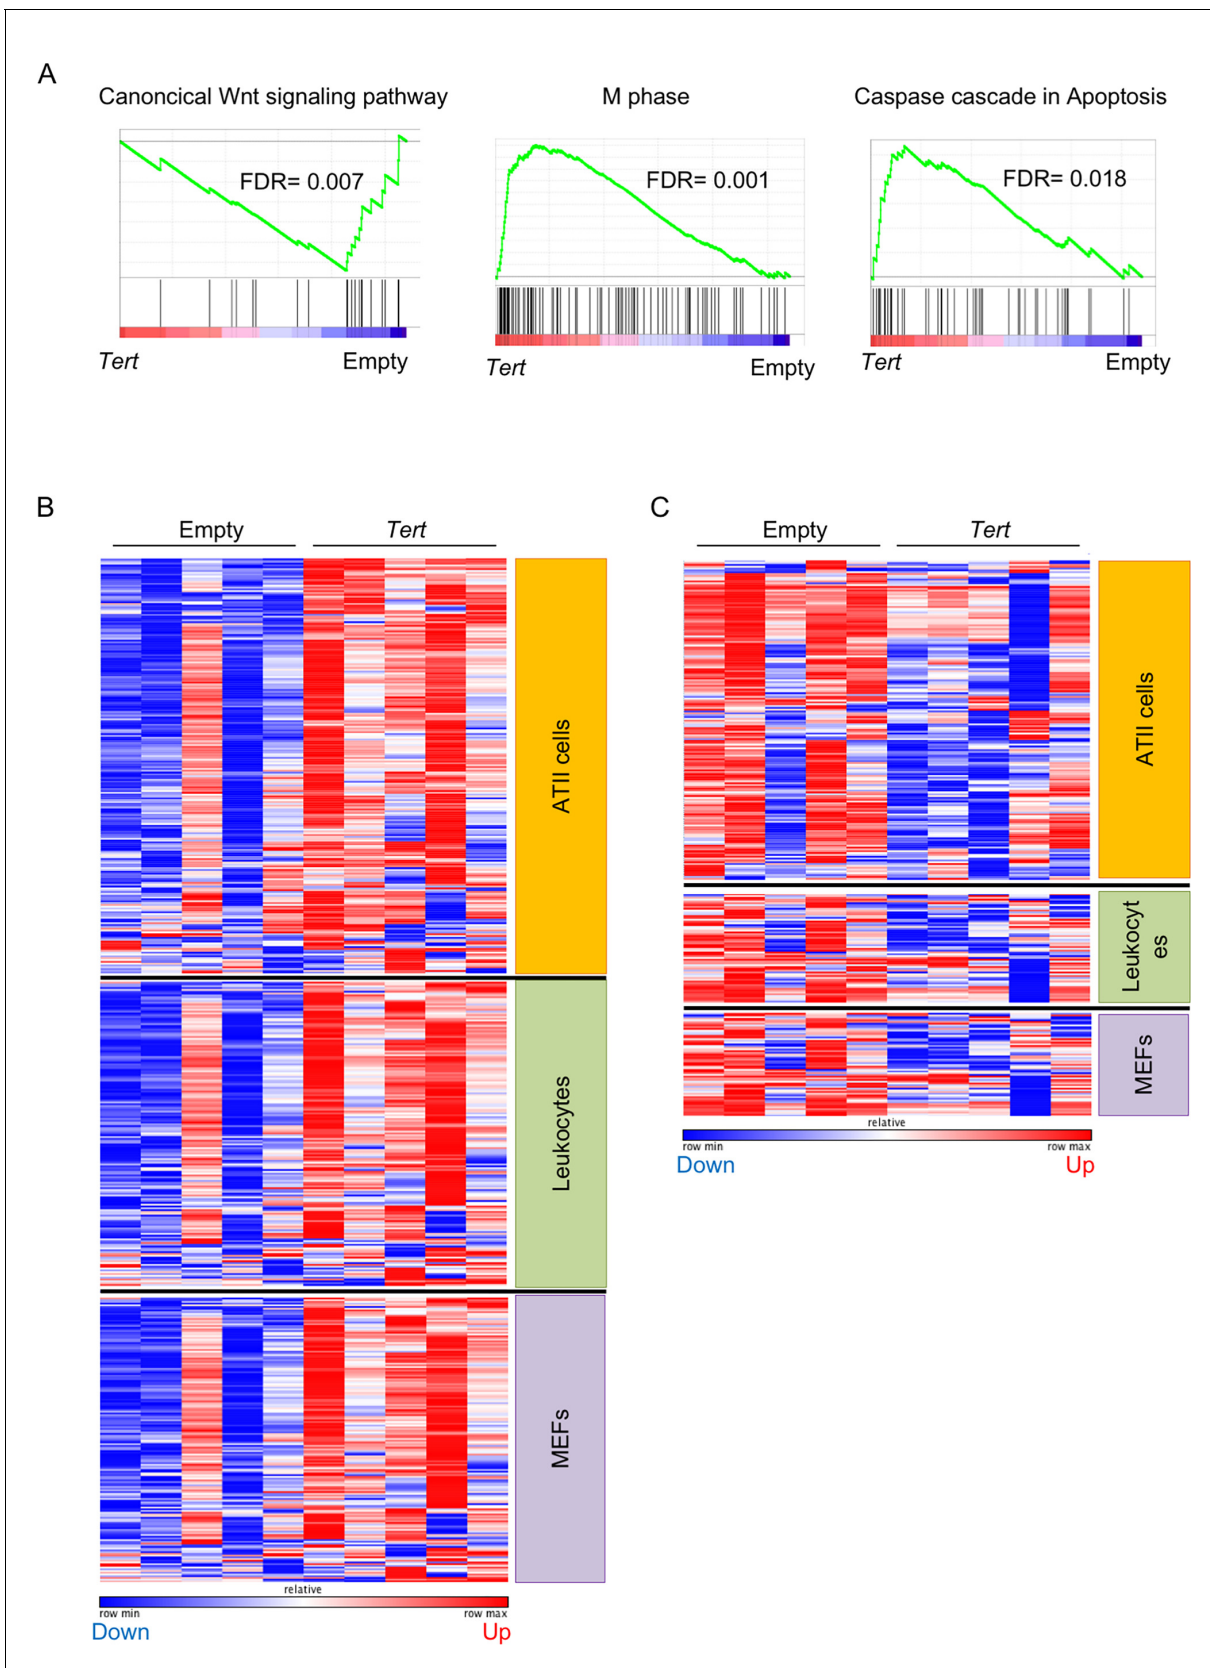 A
Canoncical Wnt signaling pathway
M phase
Caspase cascade in Apoptosis
FDR= 0.007
FDR= 0.001
FDR= 0.018
Tert
Empty
Tert
Empty
Tert
Empty
B
Empty
Tert
ATII cells
Leukocytes
MEFs
relative
row min
row max
Down
Up
C
Empty
Tert
ATII cells
Leukocyt
es
MEFs
relative
row min
row max
Down
Up